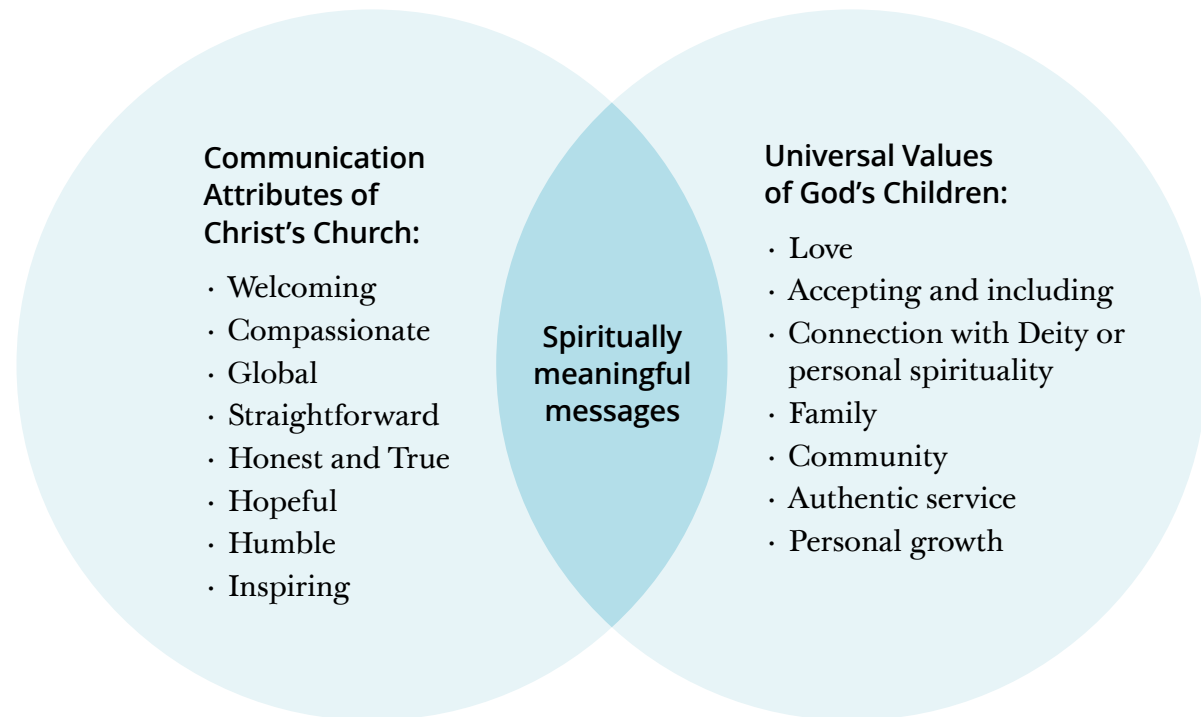 Communication
Attributes of
Christ’s Church:
· Welcoming
· Compassionate
· Global
· Straightforward
· Honest and True
· Hopeful
· Humble
· Inspiring
Spiritually
meaningful
messages
Universal Values
of God’s Children:
· Love
· Accepting and including
· Connection with Deity or
personal spirituality
· Family
· Community
· Authentic service
· Personal growth